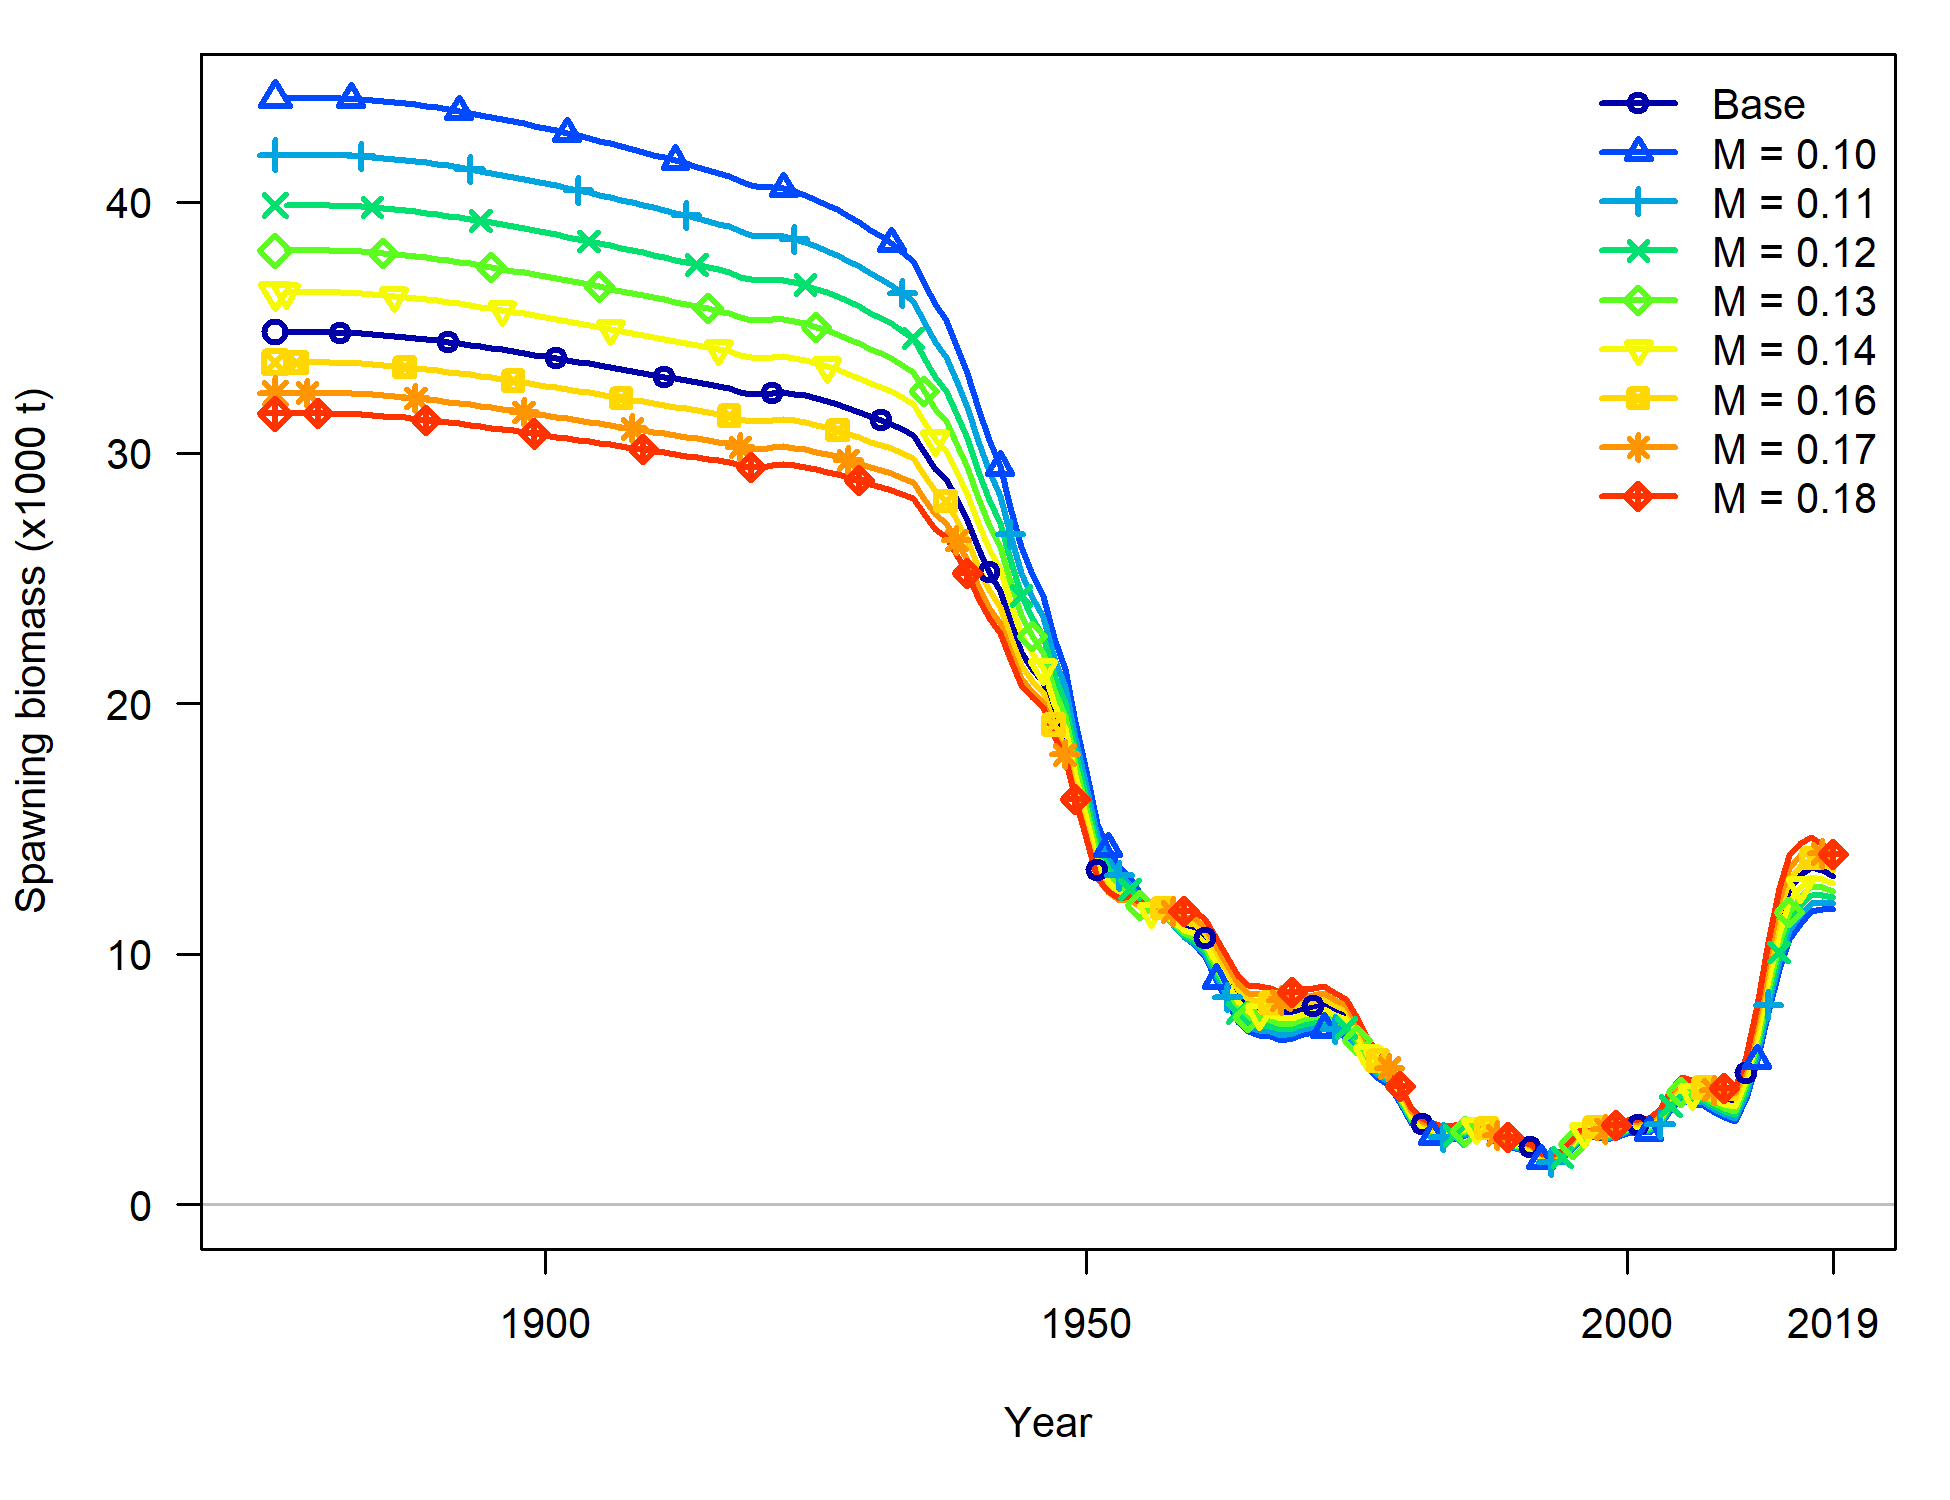 Base
M = 0.10
M = 0.11
M = 0.12
M = 0.13
M = 0.14
M = 0.16
M = 0.17
M = 0.18
Spawning biomass (x1000 t)
40
30
20
10
0
1900 1950 2000 2019
Year